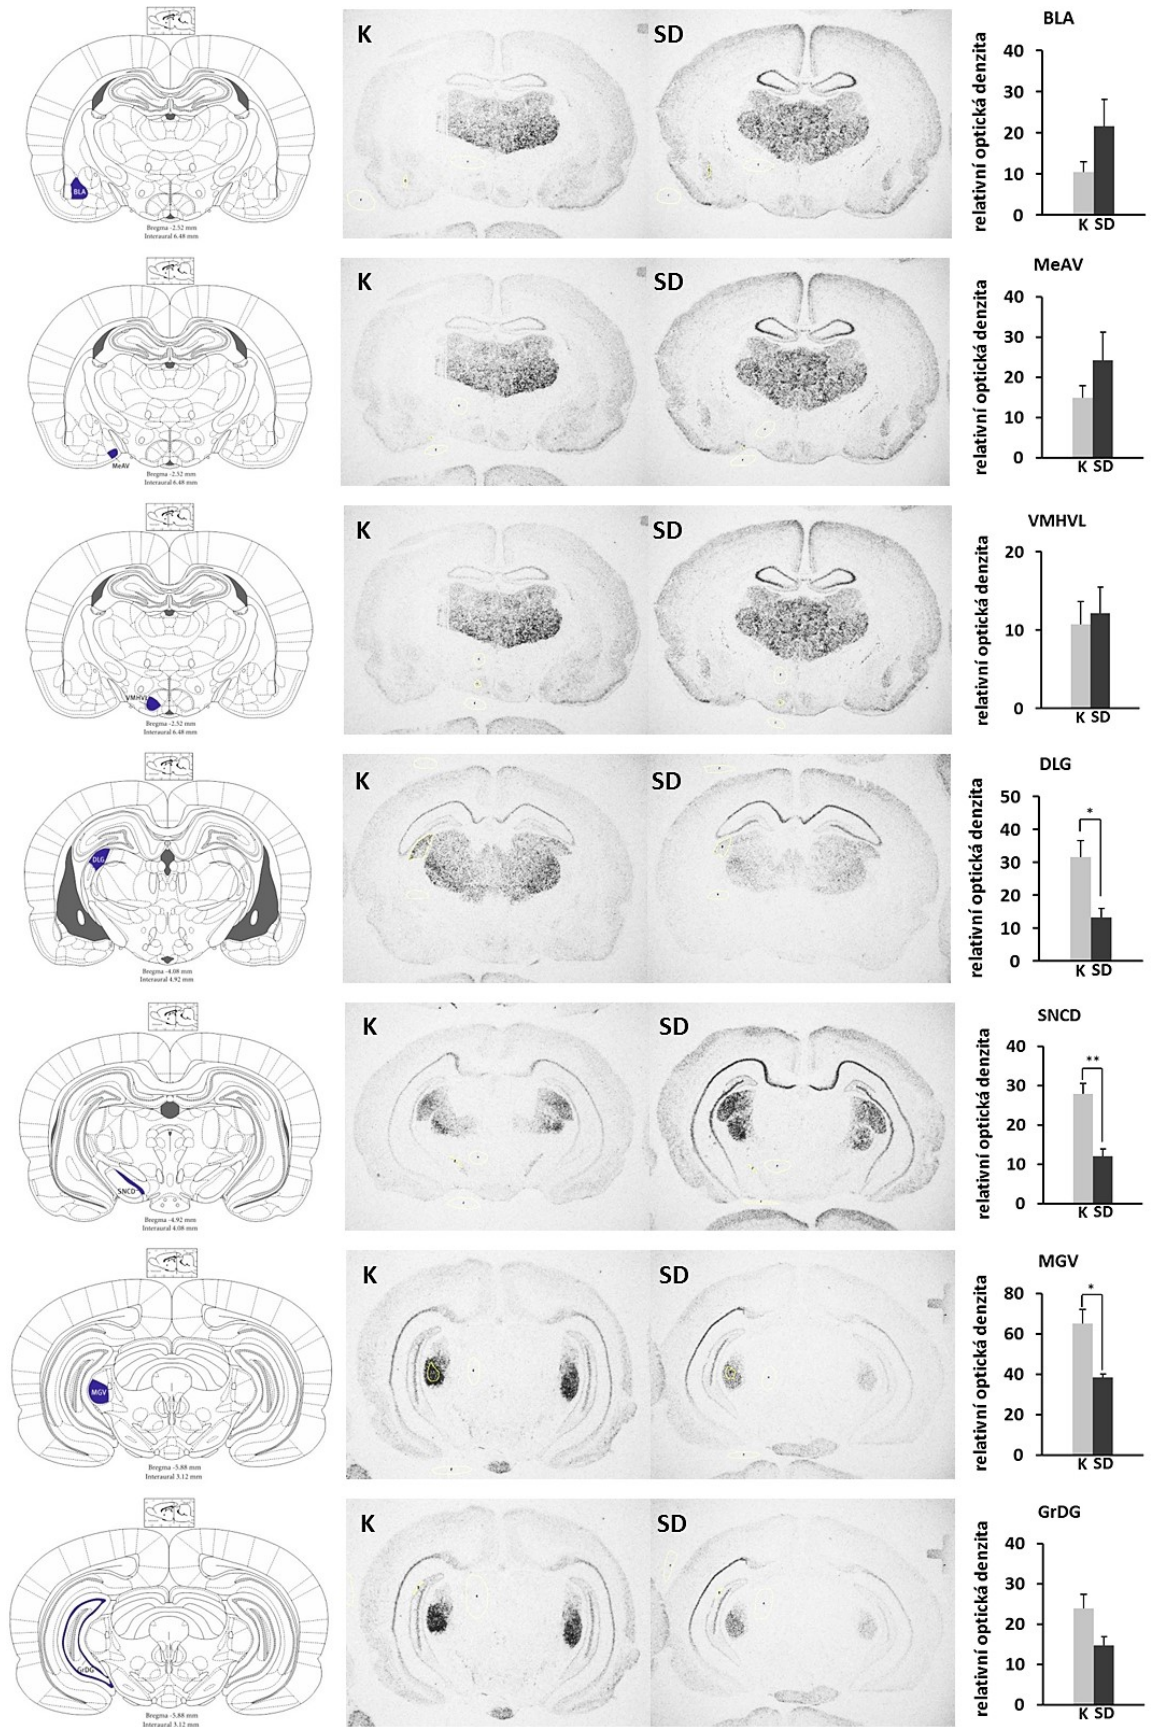 K
SD
BLA
relativní optická denzita
40
30
20
10
0
K SD
BLA
Bregma -2.52 mm
Interaural 6.48 mm
K
SD
MeAV
relativní optická denzita
40
30
20
10
0
K SD
MeAV
Bregma -2.52 mm
Interaural 6.48 mm
K
SD
VMHVL
relativní optická denzita
20
10
0
K SD
VMHVL
Bregma -2.52 mm
Interaural 6.48 mm
K
SD
DLG
relativní optická denzita
50
40
30
20
10
0
*
K SD
DLG
Bregma -4.08 mm
Interaural 4.92 mm
K
SD
SNCD
relativní optická denzita
40
30
20
10
0
**
K SD
SNCD
Bregma -4.92 mm
Interaural 4.08 mm
K
SD
MGV
relativní optická denzita
80
60
40
20
0
*
K SD
MGV
Bregma -5.88 mm
Interaural 3.12 mm
K
SD
GrDG
relativní optická denzita
40
30
20
10
0
K SD
GrDG
Bregma -5.88 mm
Interaural 3.12 mm